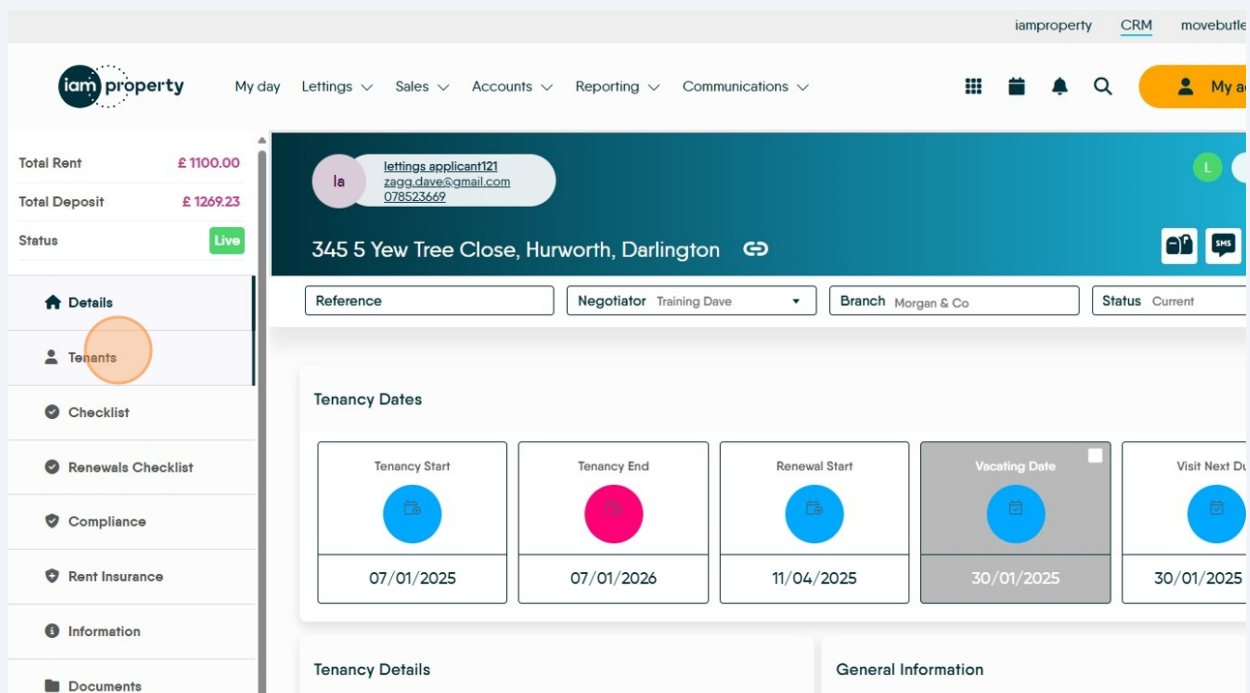 iamproperty CRM movebutle
iam property My day Lettings Sales Accounts Reporting Communications My a
Total Rent £ 1100.00
Total Deposit £ 1269.23
Status Live
Details
Tenants
Checklist
Renewals Checklist
Compliance
Rent Insurance
Information
Documents
la
lettings applicant121
zagg.dave@gmail.com
078523669
L
345 5 Yew Tree Close, Hurworth, Darlington
SMS
Reference Negotiator Training Dave Branch Morgan & Co Status Current
Tenancy Dates
Tenancy Start Tenancy End Renewal Start Vacating Date Visit Next Du
07/01/2025 07/01/2026 11/04/2025 30/01/2025 30/01/2025
Tenancy Details General Information